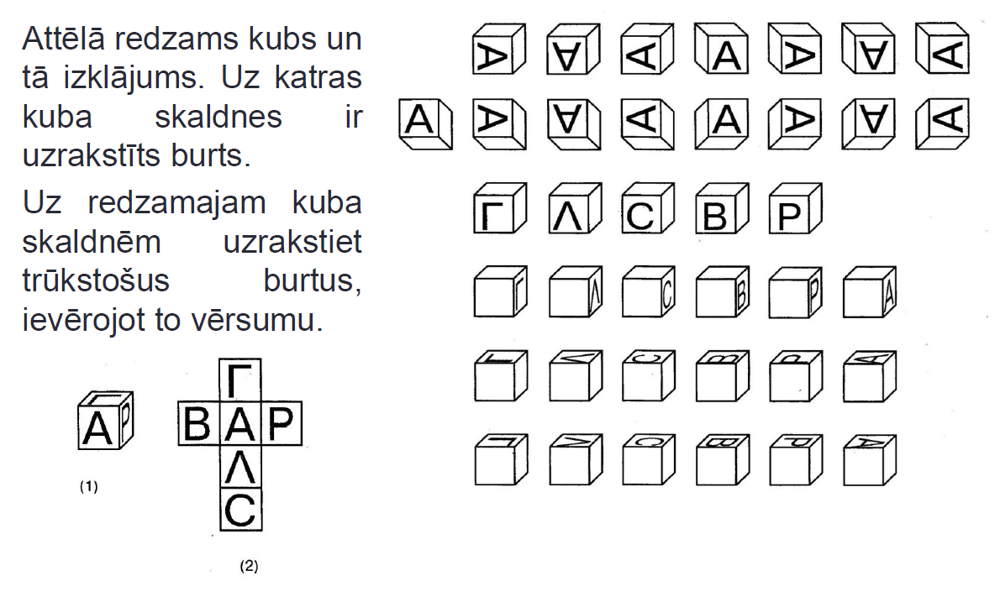 Attēlā redzams kubs un
tā izklājums. Uz katras
kuba skaldnes ir
uzrakstīts burts.
Uz redzamajam kuba
skaldnēm uzrakstiet
trūkstošus burtus,
ievērojot to vērsumu.
Г
А Р
(1)
Г
В А Р
Л
С
(2)
А А А А А А А
А А А А А А А А
Г Л С В Р
Г Л С В Р А
Г Л С В Р А
Г Л С В Р А